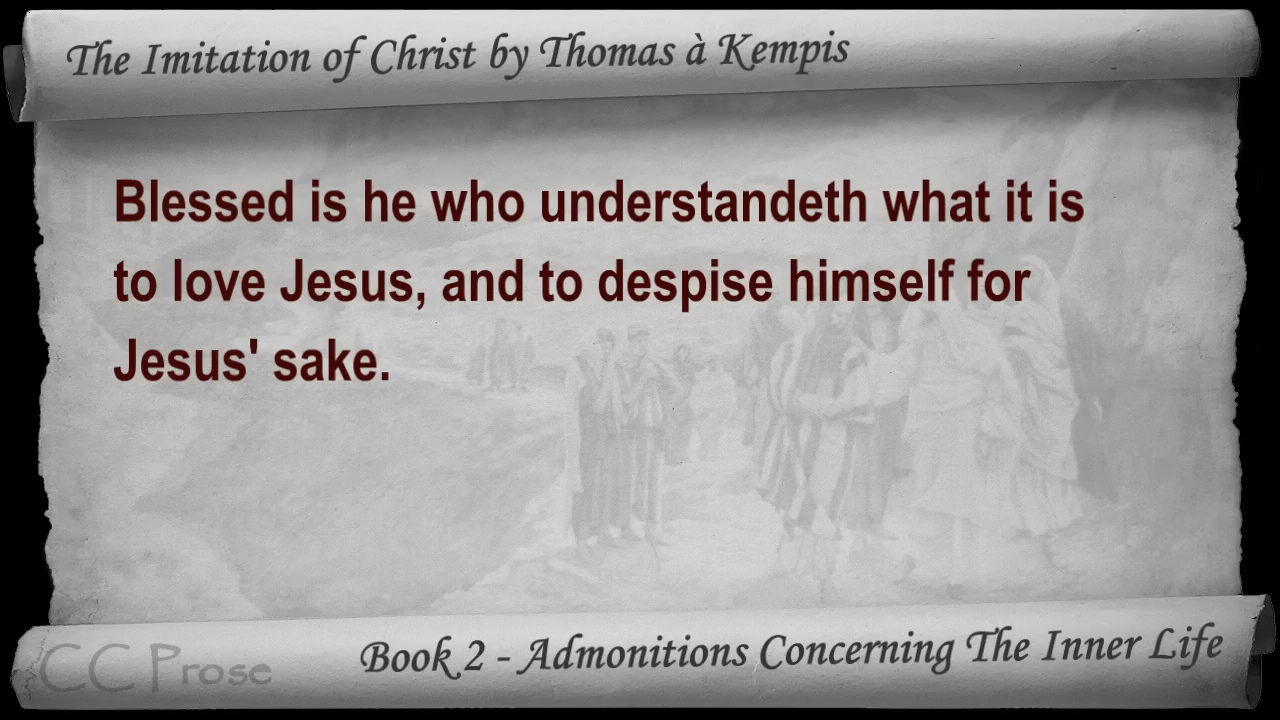 The Imitation of Christ by Thomas à Kempis
Blessed is he who understandeth what it is
to love Jesus, and to despise himself for
Jesus' sake.
CC Prose
Book 2 - Admonitions Concerning The Inner Life